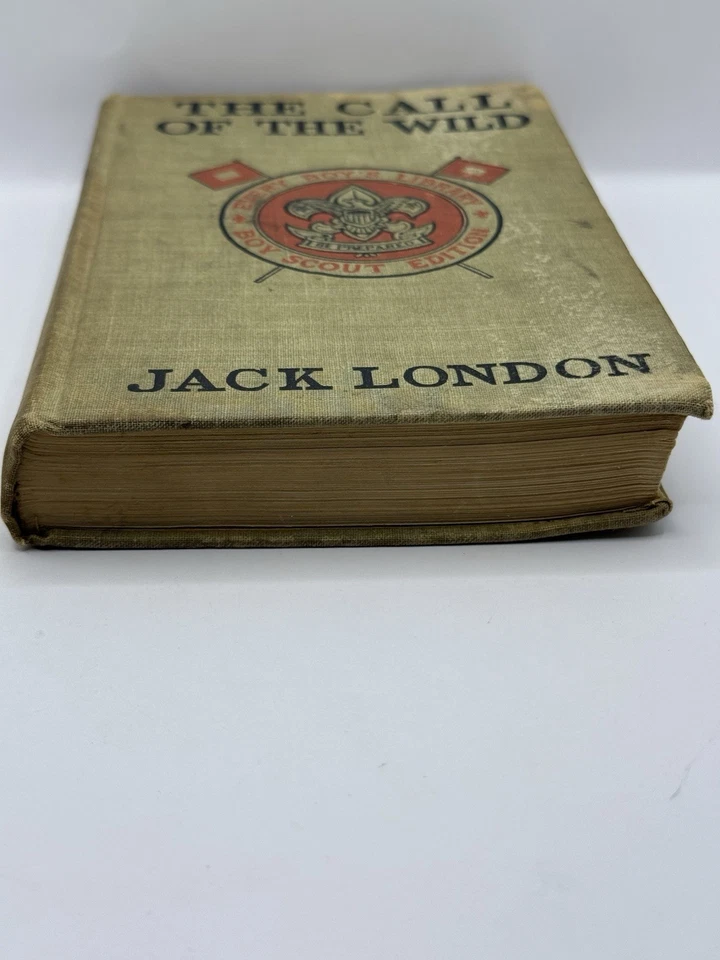 THE CALL
OF THE WILD
EVERY BOY'S LIBRARY
BE PREPARED
BOY SCOUT EDITION
JACK LONDON